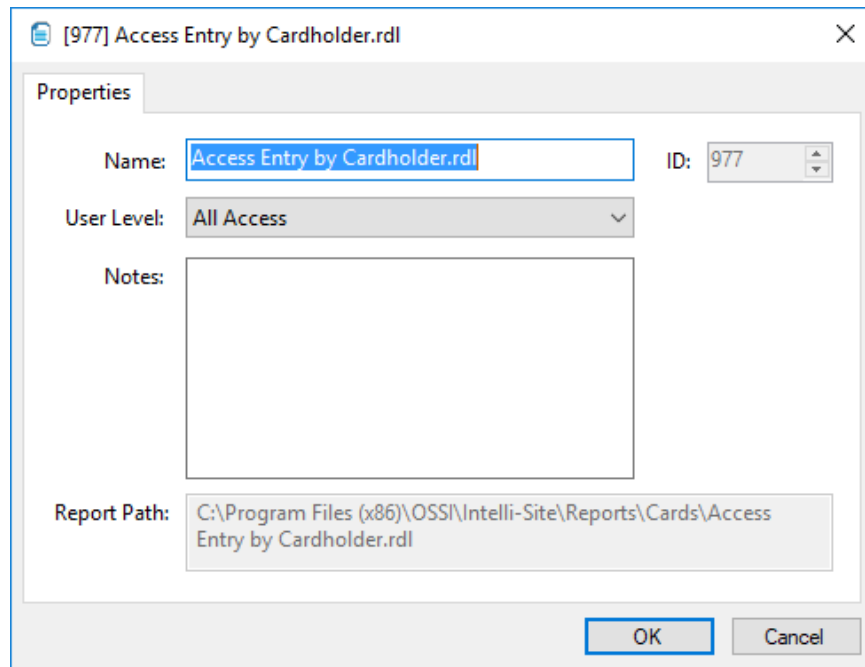 [977] Access Entry by Cardholder.rdl
Properties
Name: Access Entry by Cardholder.rdl ID: 977
User Level: All Access
Notes:
Report Path: C:\Program Files (x86)\OSSI\Intelli-Site\Reports\Cards\Access
Entry by Cardholder.rdl
OK Cancel